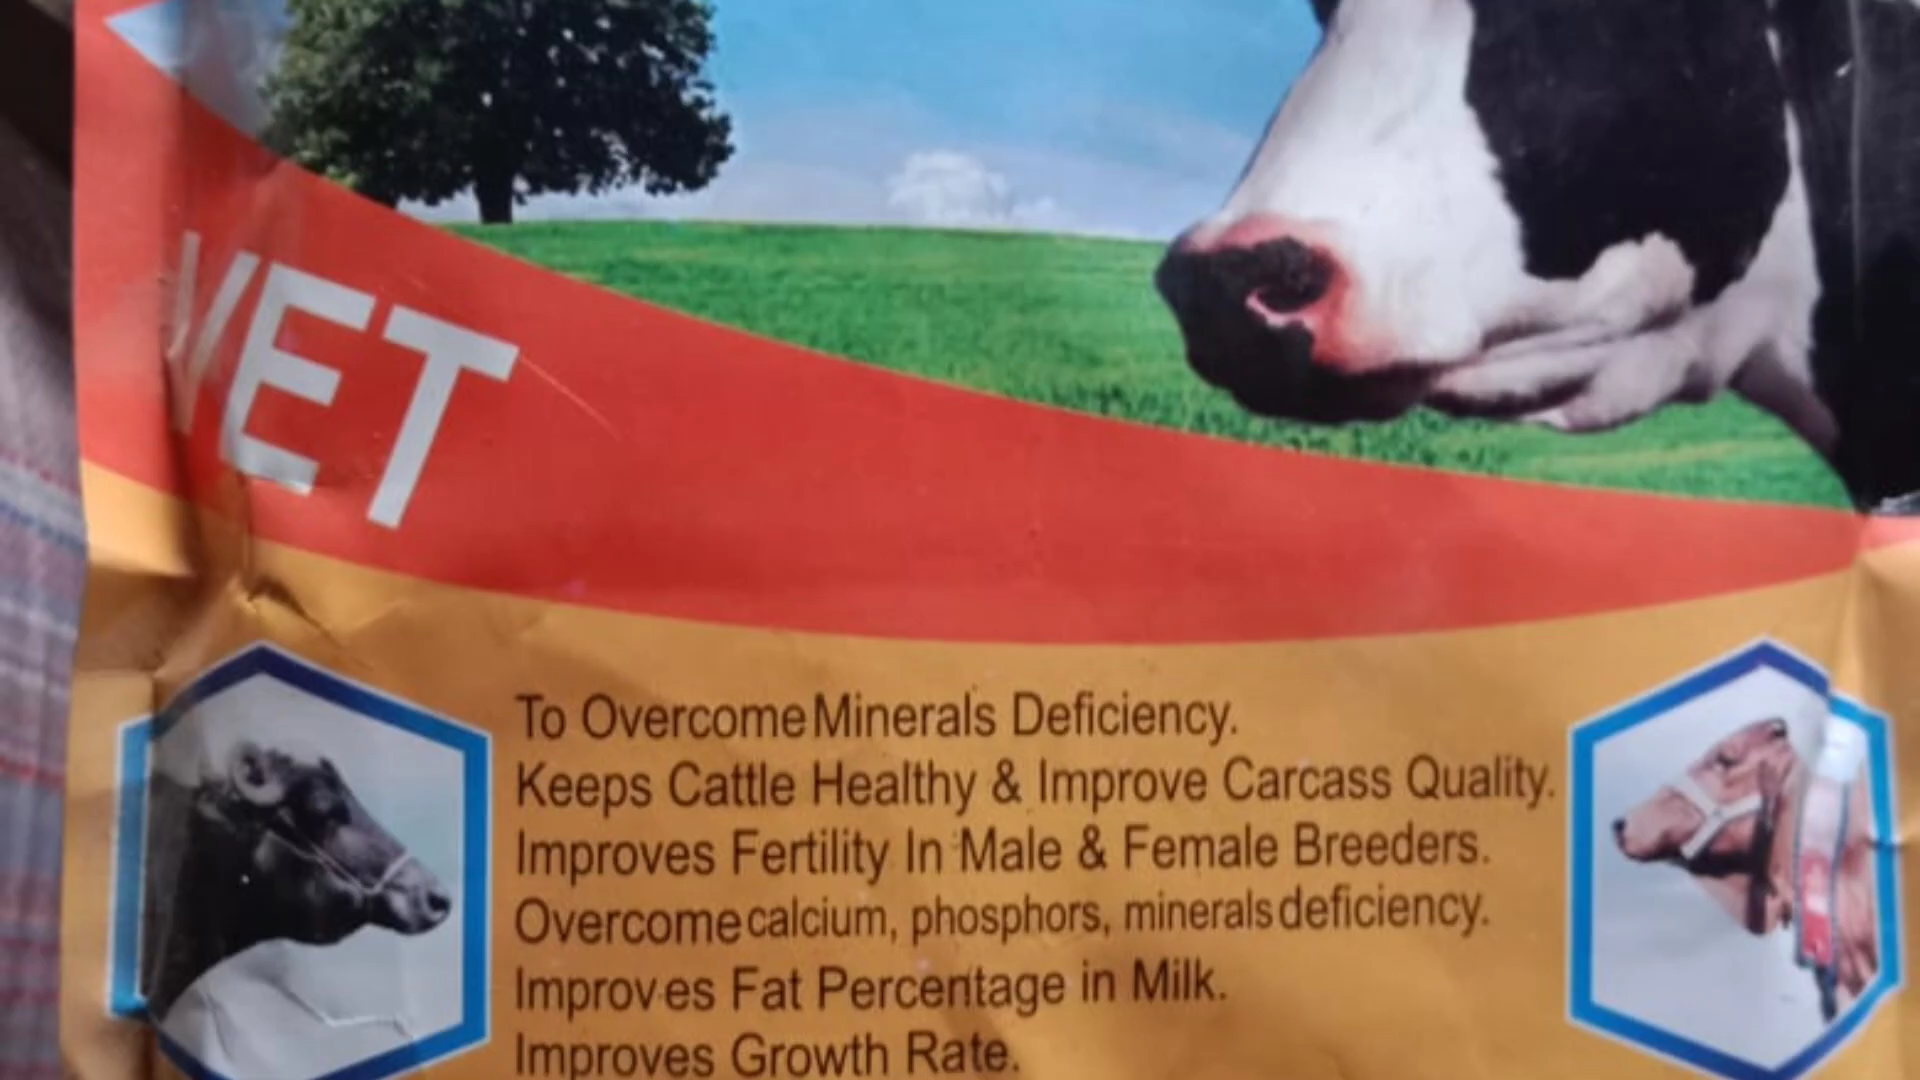 VET
To Overcome Minerals Deficiency.
Keeps Cattle Healthy & Improve Carcass Quality.
Improves Fertility In Male & Female Breeders.
Overcome calcium, phosphors, minerals deficiency.
Improves Fat Percentage in Milk.
Improves Growth Rate.